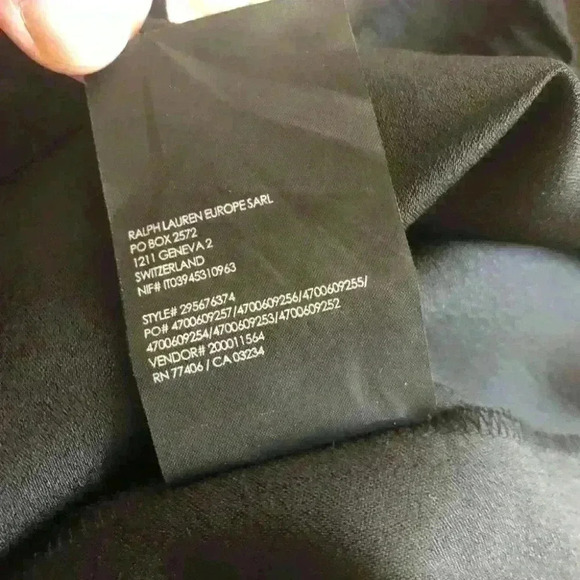 RALPH LAUREN EUROPE SARL
PO BOX 2572
1211 GENEVA 2
SWITZERLAND
NIF# IT03945310963
STYLE# 295676374
PO# 4700609257/4700609256/4700609255/
4700609254/4700609253/4700609252
VENDOR# 200011564
RN 77406 / CA 03234